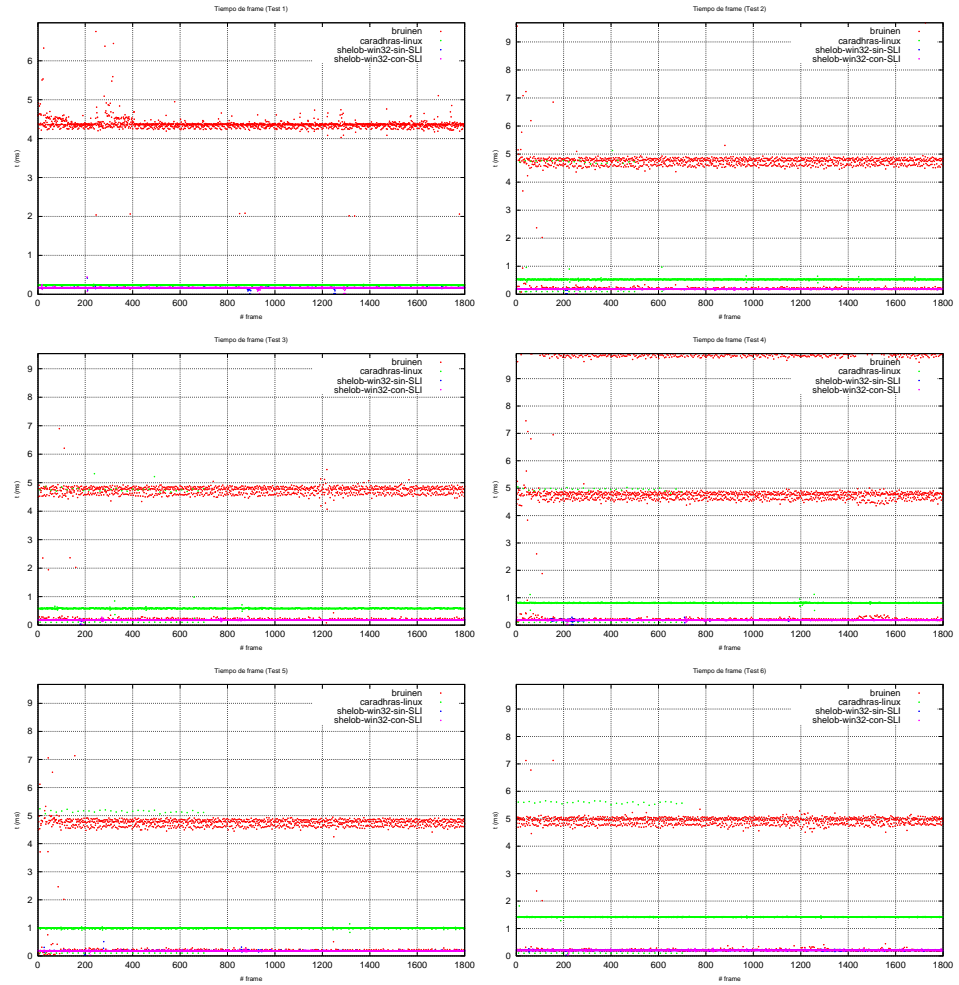 Tiempo de frame (Test 1)
bruinen
caradhras-linux
shelob-win32-sin-SLI
shelob-win32-con-SLI
t (ms)
6
5
4
3
2
1
0
0 200 400 600 800 1000 1200 1400 1600 1800
# frame
Tiempo de frame (Test 2)
bruinen
caradhras-linux
shelob-win32-sin-SLI
shelob-win32-con-SLI
t (ms)
9
8
7
6
5
4
3
2
1
0
0 200 400 600 800 1000 1200 1400 1600 1800
# frame
Tiempo de frame (Test 3)
bruinen
caradhras-linux
shelob-win32-sin-SLI
shelob-win32-con-SLI
t (ms)
9
8
7
6
5
4
3
2
1
0
0 200 400 600 800 1000 1200 1400 1600 1800
# frame
Tiempo de frame (Test 4)
bruinen
caradhras-linux
shelob-win32-sin-SLI
shelob-win32-con-SLI
t (ms)
9
8
7
6
5
4
3
2
1
0
0 200 400 600 800 1000 1200 1400 1600 1800
# frame
Tiempo de frame (Test 5)
bruinen
caradhras-linux
shelob-win32-sin-SLI
shelob-win32-con-SLI
t (ms)
9
8
7
6
5
4
3
2
1
0
0 200 400 600 800 1000 1200 1400 1600 1800
# frame
Tiempo de frame (Test 6)
bruinen
caradhras-linux
shelob-win32-sin-SLI
shelob-win32-con-SLI
t (ms)
9
8
7
6
5
4
3
2
1
0
0 200 400 600 800 1000 1200 1400 1600 1800
# frame